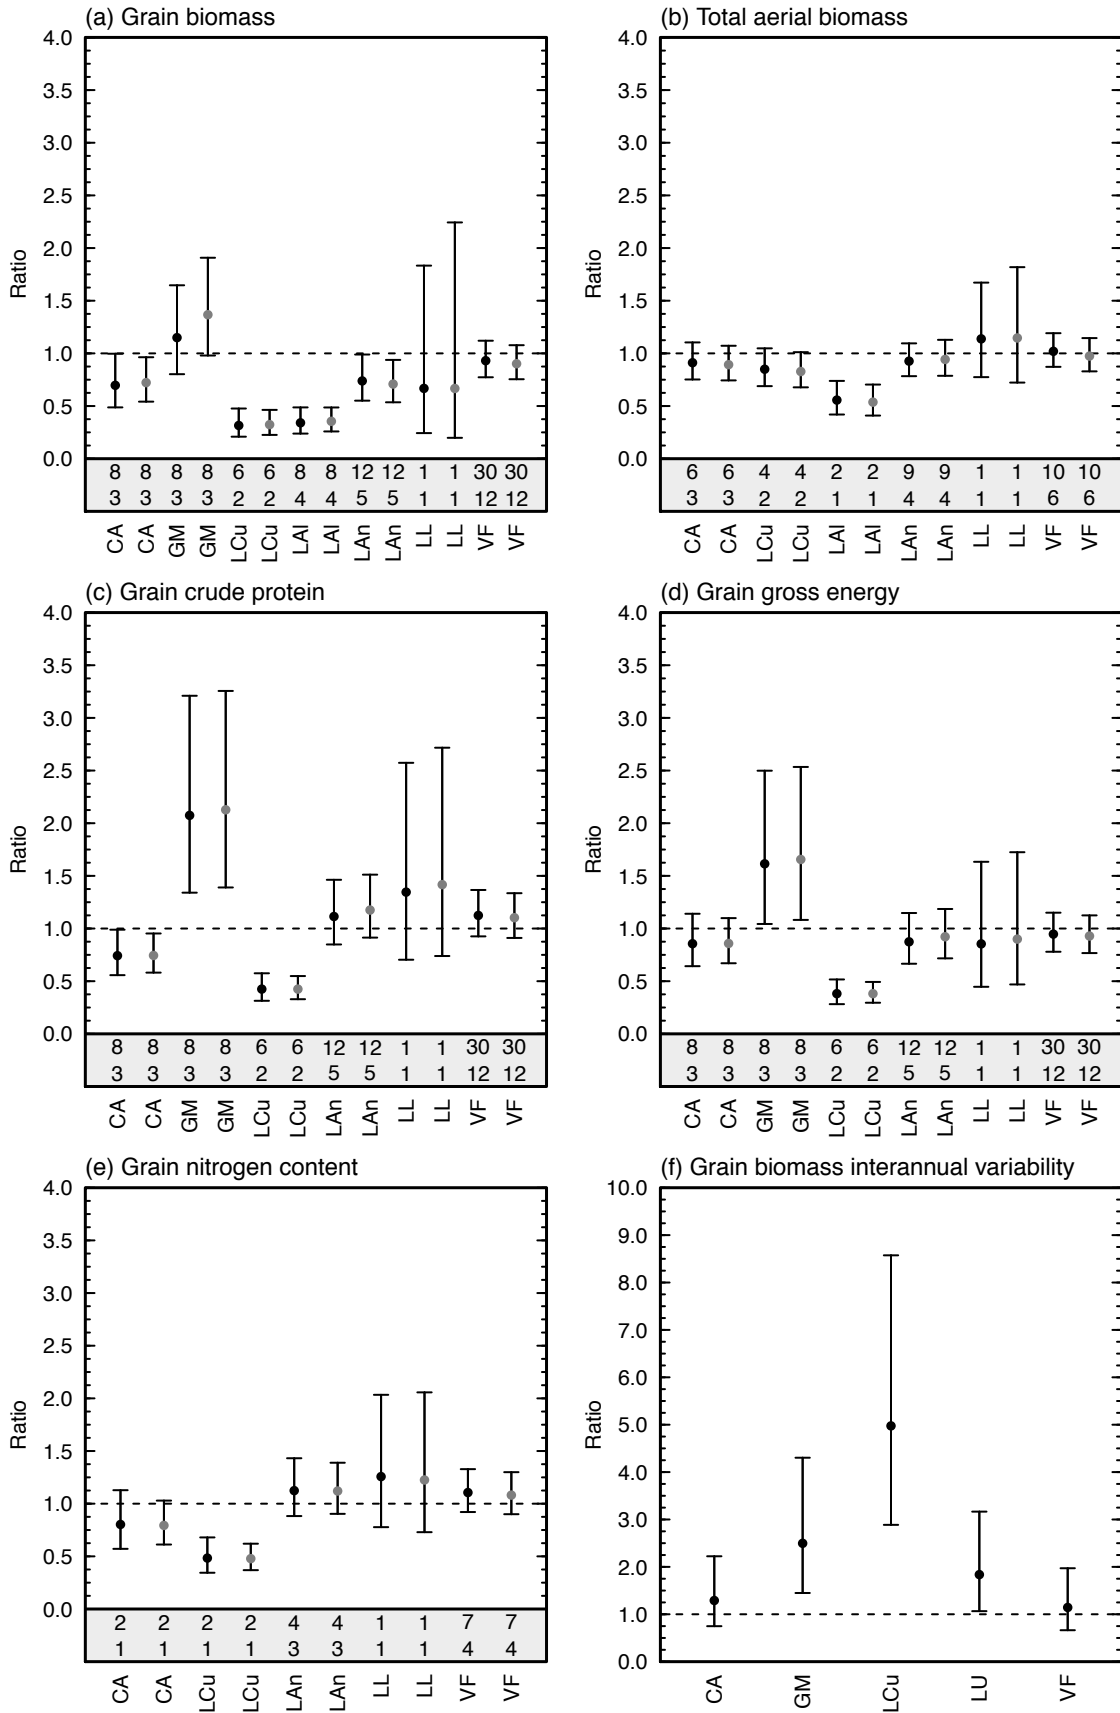 (a) Grain biomass
4.0
3.5
3.0
2.5
2.0
1.5
1.0
0.5
0.0
Ratio
8 8 8 8 6 6 8 8 12 12 1 1 30 30
3 3 3 3 2 2 4 4 5 5 1 1 12 12
CA CA GM GM LCu LCu LAl LAl LAn LAn LL LL VF VF
(b) Total aerial biomass
4.0
3.5
3.0
2.5
2.0
1.5
1.0
0.5
0.0
Ratio
6 6 4 4 2 2 9 9 1 1 10 10
3 3 2 2 1 1 4 4 1 1 6 6
CA CA LCu LCu LAl LAl LAn LAn LL LL VF VF
(c) Grain crude protein
4.0
3.5
3.0
2.5
2.0
1.5
1.0
0.5
0.0
Ratio
8 8 8 8 6 6 12 12 1 1 30 30
3 3 3 3 2 2 5 5 1 1 12 12
CA CA GM GM LCu LCu LAn LAn LL LL VF VF
(d) Grain gross energy
4.0
3.5
3.0
2.5
2.0
1.5
1.0
0.5
0.0
Ratio
8 8 8 8 6 6 12 12 1 1 30 30
3 3 3 3 2 2 5 5 1 1 12 12
CA CA GM GM LCu LCu LAn LAn LL LL VF VF
(e) Grain nitrogen content
4.0
3.5
3.0
2.5
2.0
1.5
1.0
0.5
0.0
Ratio
2 2 2 2 4 4 1 1 7 7
1 1 1 1 3 3 1 1 4 4
CA CA LCu LCu LAn LAn LL LL VF VF
(f) Grain biomass interannual variability
10.0
9.0
8.0
7.0
6.0
5.0
4.0
3.0
2.0
1.0
0.0
Ratio
CA GM LCu LU VF